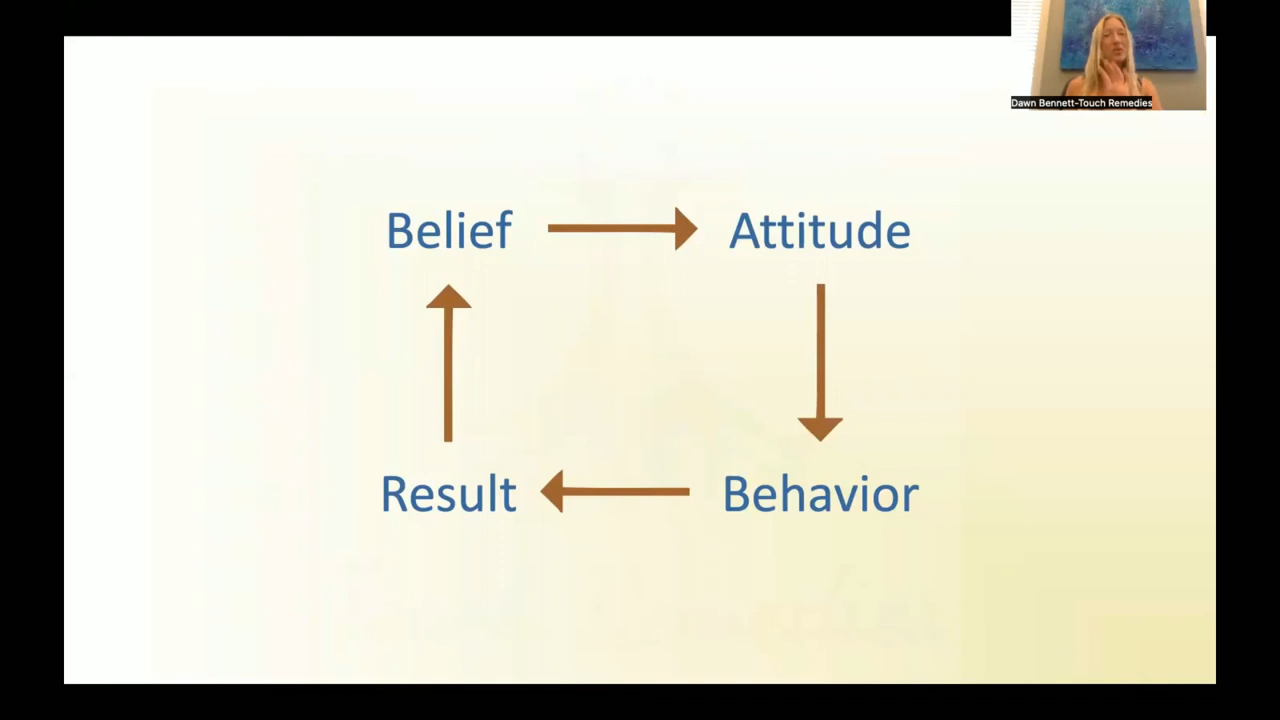 Dawn Bennett-Touch Remedies
Belief
Attitude
Result
Behavior